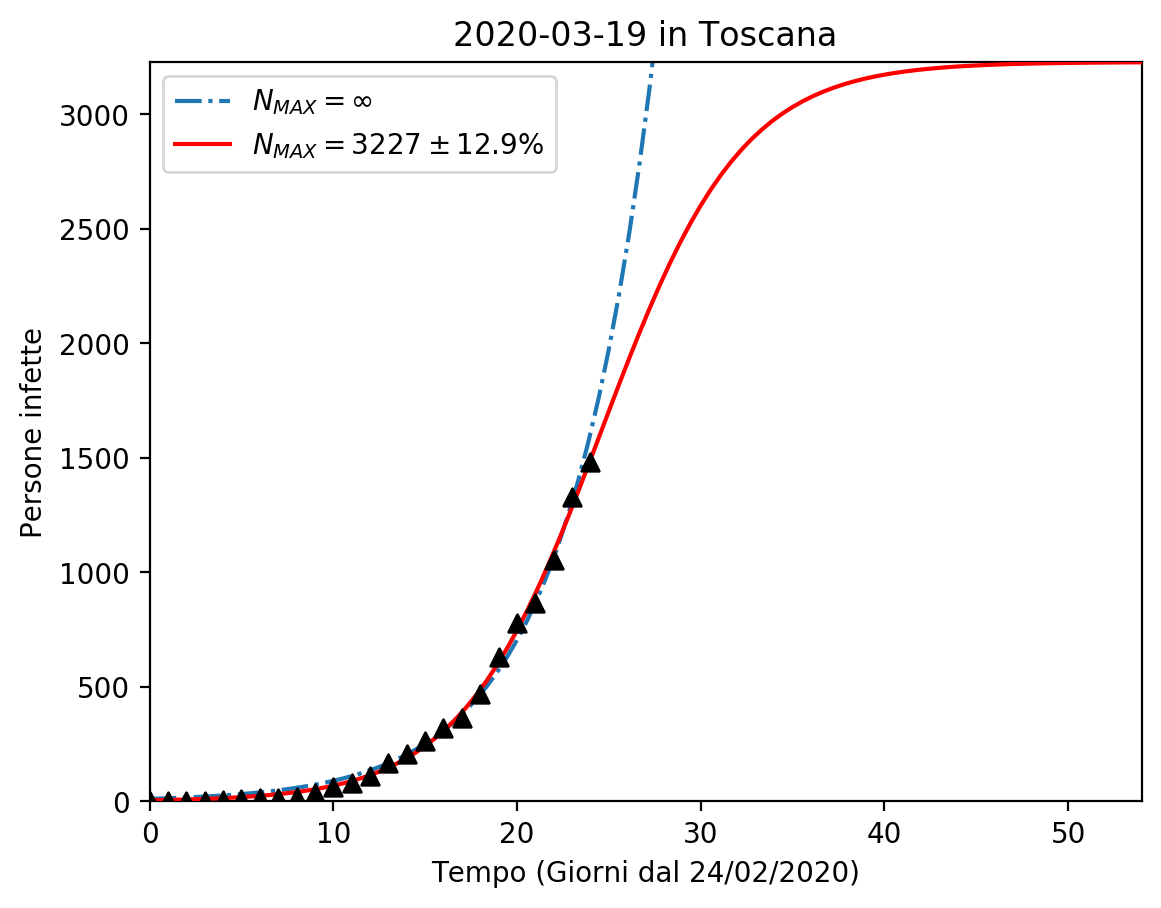 2020-03-19 in Toscana
N_MAX = ∞
N_MAX = 3227 ± 12.9%
Persone infette
3000
2500
2000
1500
1000
500
0
0 10 20 30 40 50
Tempo (Giorni dal 24/02/2020)